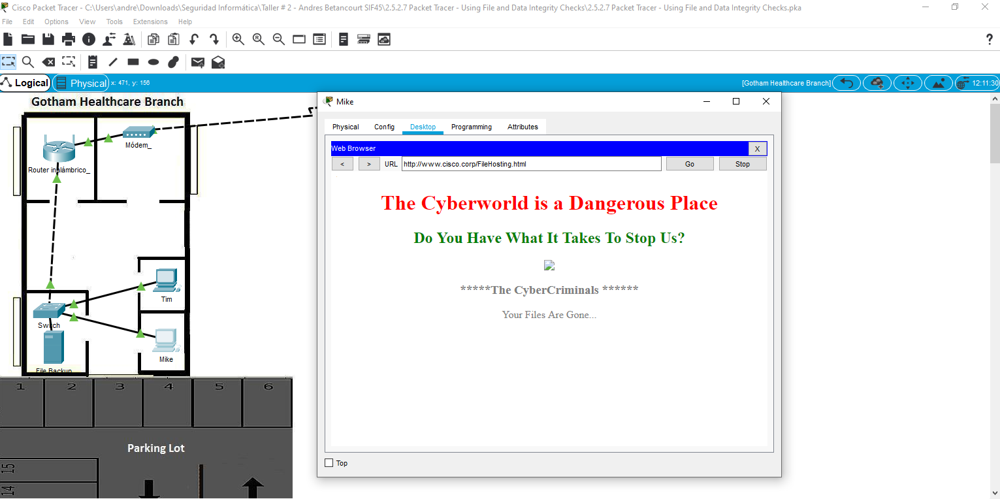 Cisco Packet Tracer - C:\Users\andre\Downloads\Seguridad Informática\Taller # 2 - Andres Betancourt SIF45\2.5.2.7 Packet Tracer - Using File and Data Integrity Checks\2.5.2.7 Packet Tracer - Using File and Data Integrity Checks.pka
File Edit Options View Tools Extensions Help
Logical Physical x: 471, y: 156 [Gotham Healthcare Branch] 12:11:30
Gotham Healthcare Branch
Módem_
Router inalámbrico_
Tim
Switch
Mike
File Backup
1 2 3 4 5 6
Parking Lot
15
14
Mike
Physical Config Desktop Programming Attributes
Web Browser X
< > URL http://www.cisco.corp/FileHosting.html Go Stop
The Cyberworld is a Dangerous Place
Do You Have What It Takes To Stop Us?
*****The CyberCriminals ******
Your Files Are Gone...
Top